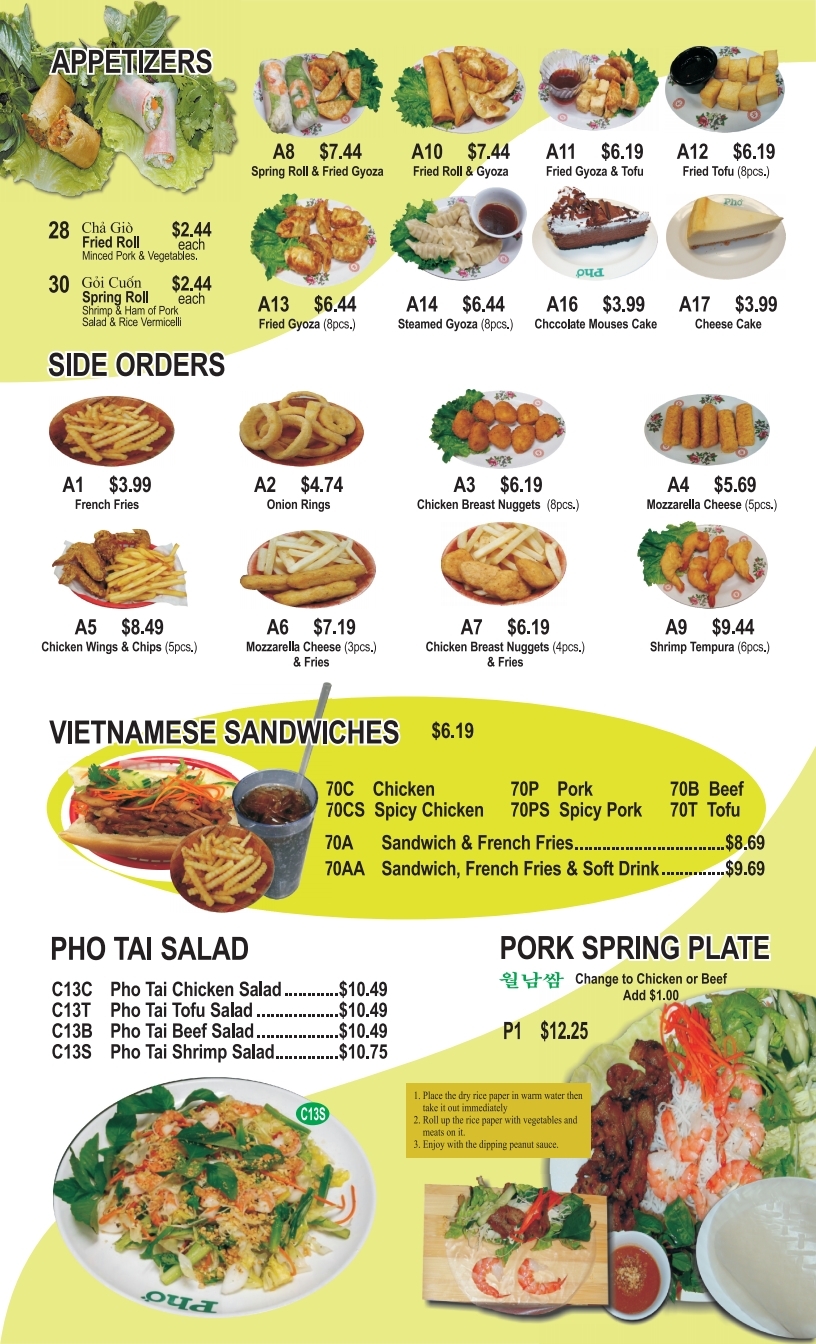 APPETIZERS
28 Chả Giò $2.44
Fried Roll each
Minced Pork & Vegetables.
30 Gỏi Cuốn $2.44
Spring Roll each
Shrimp & Ham of Pork
Salad & Rice Vermicelli
A8 $7.44
Spring Roll & Fried Gyoza
A10 $7.44
Fried Roll & Gyoza
A11 $6.19
Fried Gyoza & Tofu
A12 $6.19
Fried Tofu (8pcs.)
Pho
Pho
A13 $6.44
Fried Gyoza (8pcs.)
A14 $6.44
Steamed Gyoza (8pcs.)
A16 $3.99
Chccolate Mouses Cake
A17 $3.99
Cheese Cake
SIDE ORDERS
A1 $3.99
French Fries
A2 $4.74
Onion Rings
A3 $6.19
Chicken Breast Nuggets (8pcs.)
A4 $5.69
Mozzarella Cheese (5pcs.)
A5 $8.49
Chicken Wings & Chips (5pcs.)
A6 $7.19
Mozzarella Cheese (3pcs.)
& Fries
A7 $6.19
Chicken Breast Nuggets (4pcs.)
& Fries
A9 $9.44
Shrimp Tempura (6pcs.)
VIETNAMESE SANDWICHES $6.19
70C Chicken 70P Pork 70B Beef
70CS Spicy Chicken 70PS Spicy Pork 70T Tofu
70A Sandwich & French Fries..................................$8.69
70AA Sandwich, French Fries & Soft Drink..............$9.69
PHO TAI SALAD
C13C Pho Tai Chicken Salad............$10.49
C13T Pho Tai Tofu Salad..................$10.49
C13B Pho Tai Beef Salad..................$10.49
C13S Pho Tai Shrimp Salad..............$10.75
C13S
Pho
PORK SPRING PLATE
월남쌈 Change to Chicken or Beef
Add $1.00
P1 $12.25
1. Place the dry rice paper in warm water then
take it out immediately
2. Roll up the rice paper with vegetables and
meats on it.
3. Enjoy with the dipping peanut sauce.